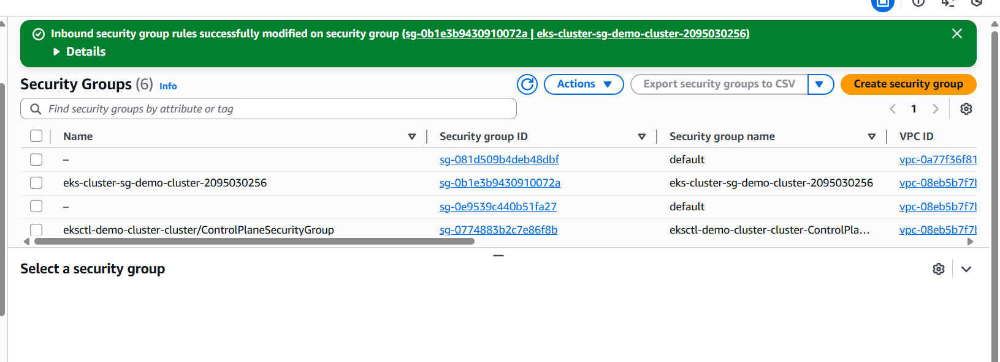 Inbound security group rules successfully modified on security group (sg-0b1e3b9430910072a | eks-cluster-sg-demo-cluster-2095030256)
Details
Security Groups (6) Info
Actions
Export security groups to CSV
Create security group
Find security groups by attribute or tag
1
Name Security group ID Security group name VPC ID
– sg-081d509b4deb48dbf default vpc-0a77f36f81
eks-cluster-sg-demo-cluster-2095030256 sg-0b1e3b9430910072a eks-cluster-sg-demo-cluster-2095030256 vpc-08eb5b7f7b
– sg-0e9539c440b51fa27 default vpc-08eb5b7f7b
eksctl-demo-cluster-cluster/ControlPlaneSecurityGroup sg-0774883b2c7e86f8b eksctl-demo-cluster-cluster-ControlPla... vpc-08eb5b7f7b
Select a security group